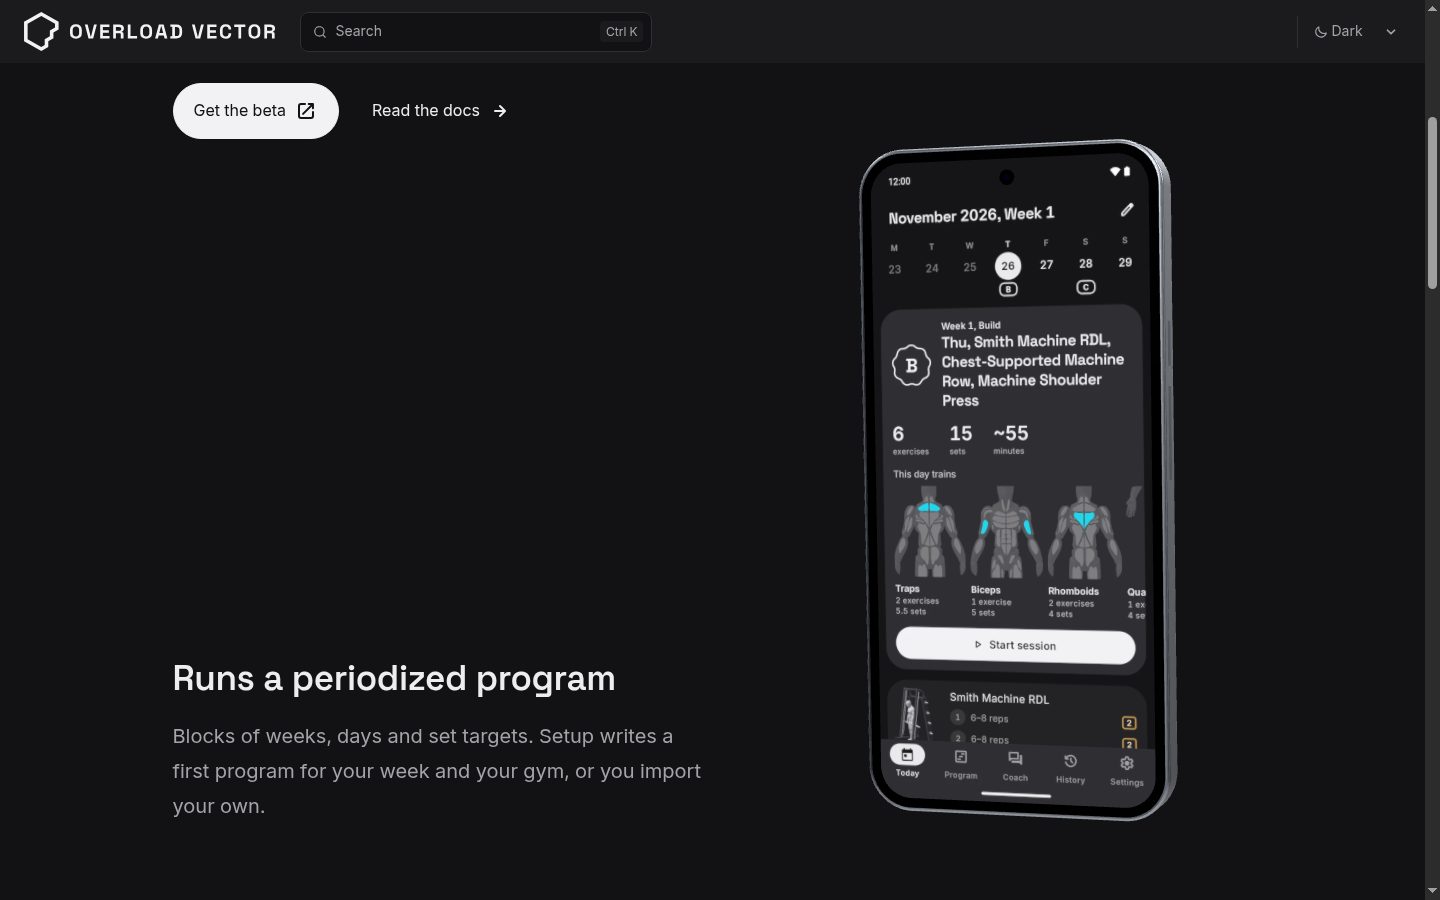 OVERLOAD VECTOR
Search
Ctrl K
Dark
Get the beta
Read the docs
12:00
November 2026, Week 1
M T W T F S S
23 24 25 26 27 28 29
B C
Week 1, Build
B
Thu, Smith Machine RDL,
Chest-Supported Machine
Row, Machine Shoulder
Press
6 15 ~55
exercises sets minutes
This day trains
Traps Biceps Rhomboids Qua
2 exercises 1 exercise 2 exercises 1 ex
5.5 sets 5 sets 4 sets 4 se
Start session
Smith Machine RDL
1 6–8 reps 2
2 6–8 reps 2
Today Program Coach History Settings
Runs a periodized program
Blocks of weeks, days and set targets. Setup writes a
first program for your week and your gym, or you import
your own.